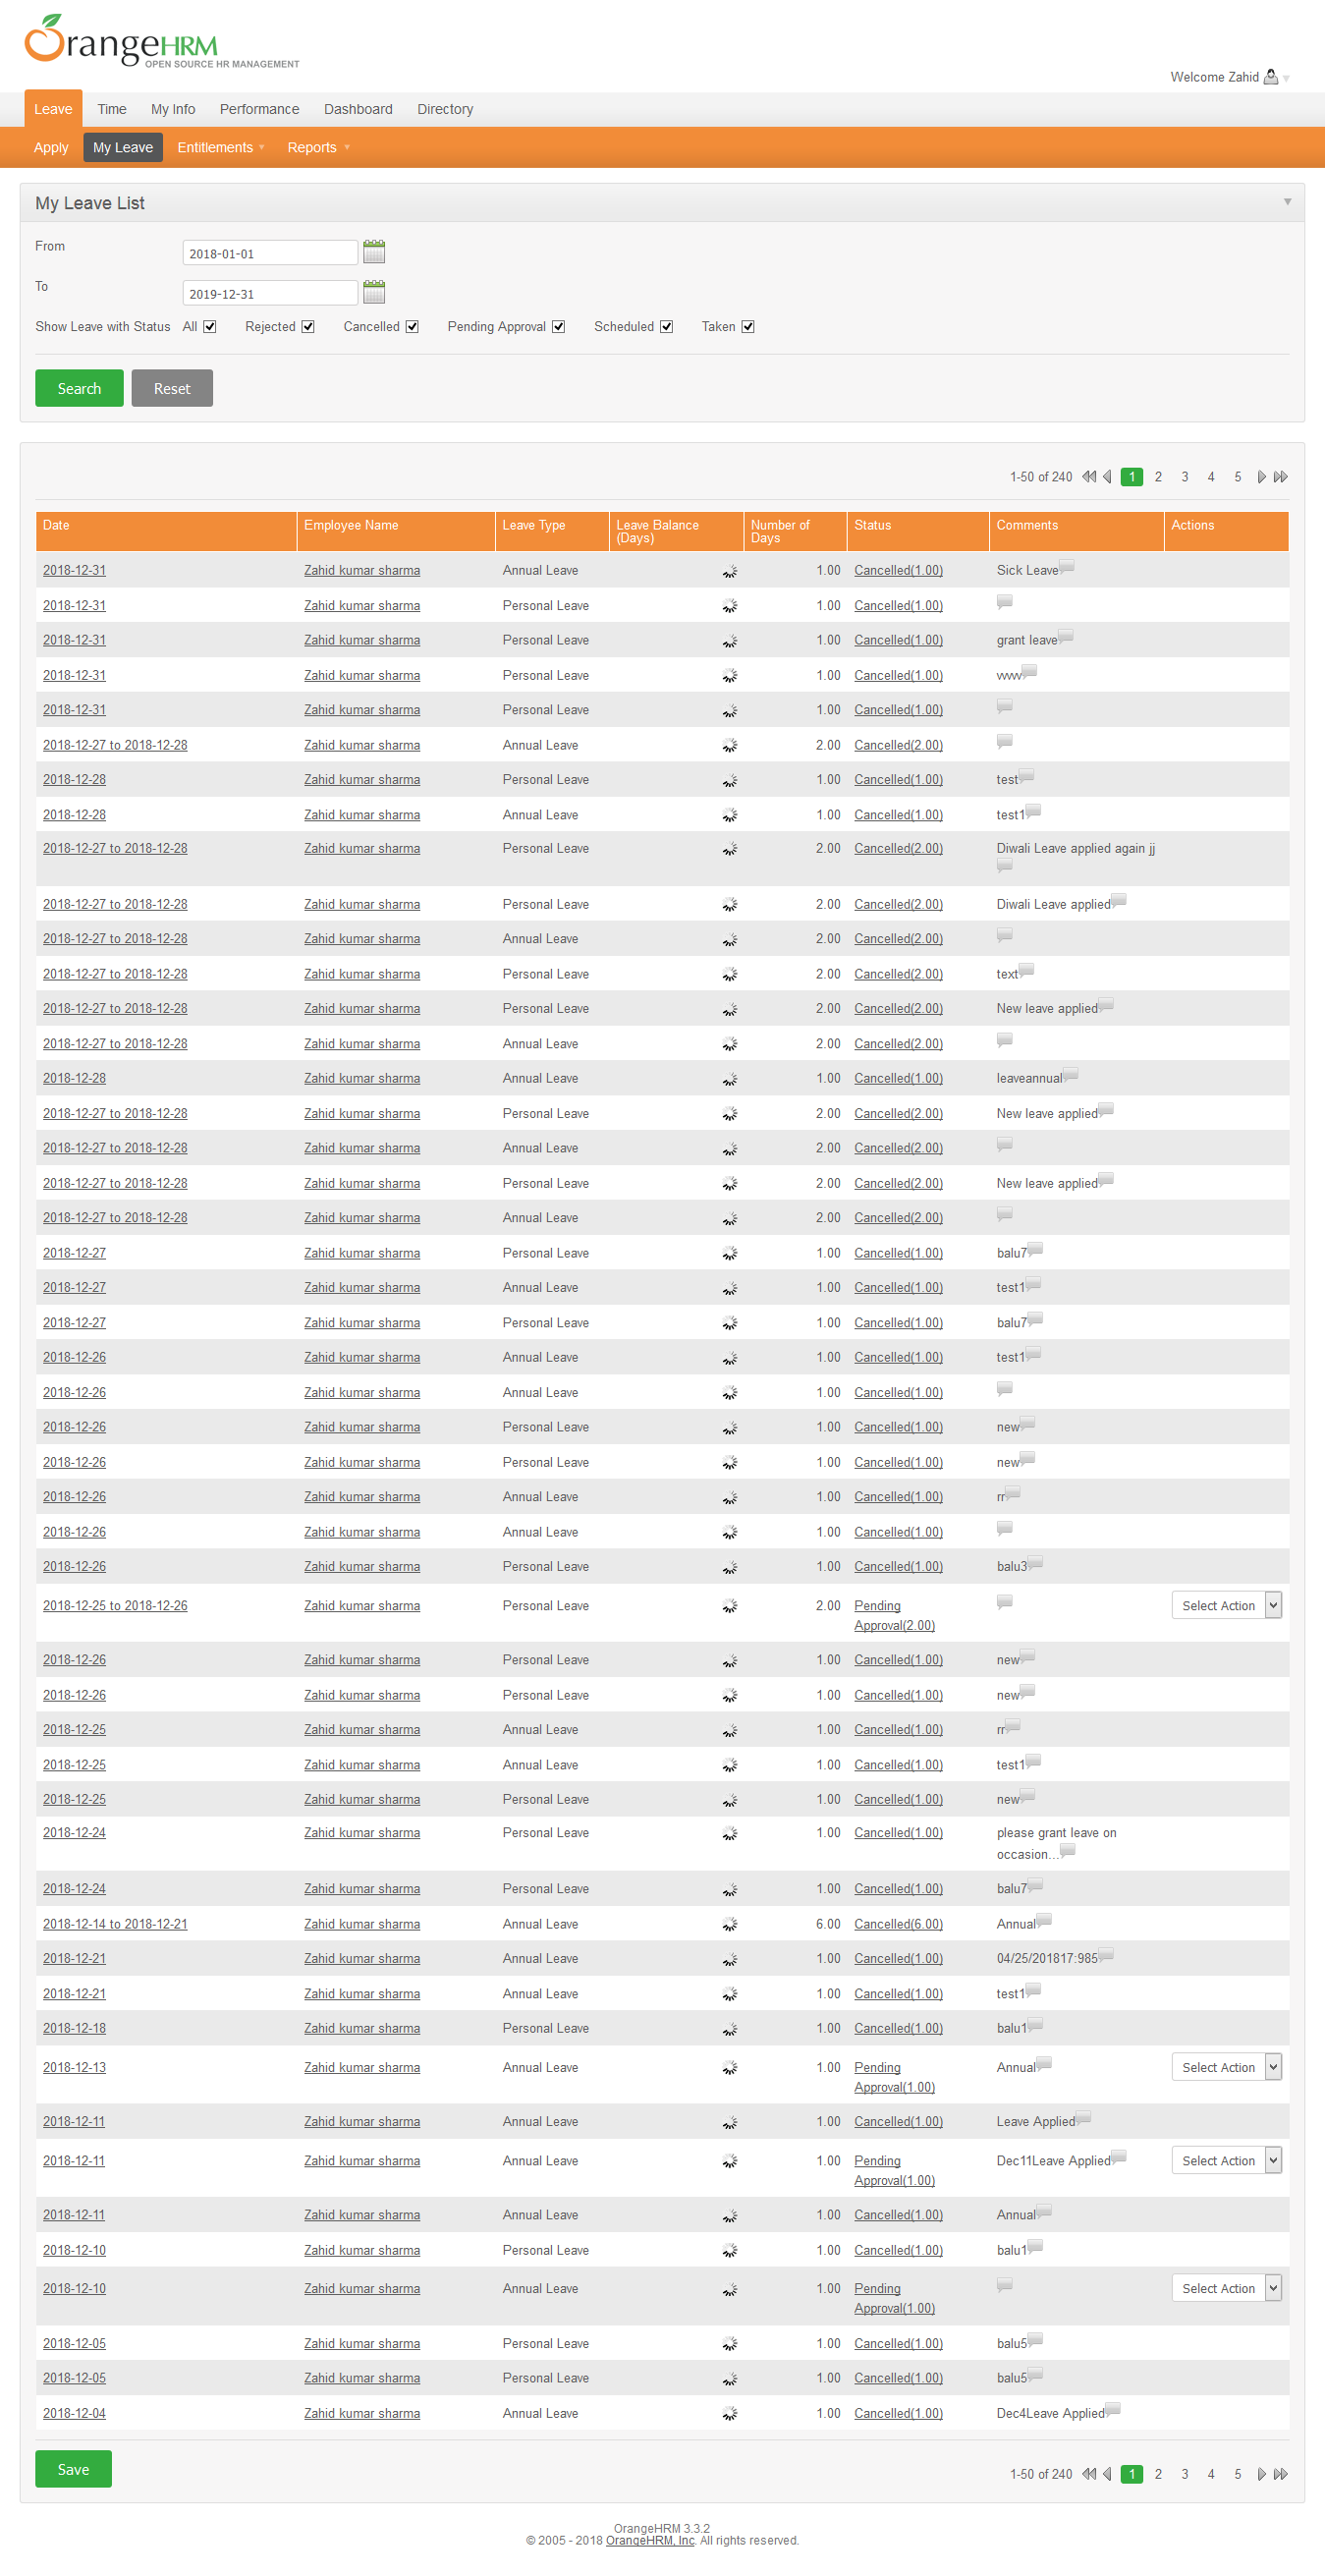 OrangeHRM
OPEN SOURCE HR MANAGEMENT
Welcome Zahid
Leave Time My Info Performance Dashboard Directory
Apply My Leave Entitlements Reports
My Leave List
From 2018-01-01
To 2019-12-31
Show Leave with Status All Rejected Cancelled Pending Approval Scheduled Taken
Search Reset
1-50 of 240 1 2 3 4 5
Date Employee Name Leave Type Leave Balance (Days) Number of Days Status Comments Actions
2018-12-31 Zahid kumar sharma Annual Leave 1.00 Cancelled(1.00) Sick Leave
2018-12-31 Zahid kumar sharma Personal Leave 1.00 Cancelled(1.00)
2018-12-31 Zahid kumar sharma Personal Leave 1.00 Cancelled(1.00) grant leave
2018-12-31 Zahid kumar sharma Personal Leave 1.00 Cancelled(1.00)
2018-12-31 Zahid kumar sharma Personal Leave 1.00 Cancelled(1.00)
2018-12-27 to 2018-12-28 Zahid kumar sharma Annual Leave 2.00 Cancelled(2.00)
2018-12-28 Zahid kumar sharma Personal Leave 1.00 Cancelled(1.00) test
2018-12-28 Zahid kumar sharma Annual Leave 1.00 Cancelled(1.00) test1
2018-12-27 to 2018-12-28 Zahid kumar sharma Personal Leave 2.00 Cancelled(2.00) Diwali Leave applied again jj
2018-12-27 to 2018-12-28 Zahid kumar sharma Personal Leave 2.00 Cancelled(2.00) Diwali Leave applied
2018-12-27 to 2018-12-28 Zahid kumar sharma Annual Leave 2.00 Cancelled(2.00)
2018-12-27 to 2018-12-28 Zahid kumar sharma Personal Leave 2.00 Cancelled(2.00) text
2018-12-27 to 2018-12-28 Zahid kumar sharma Personal Leave 2.00 Cancelled(2.00) New leave applied
2018-12-27 to 2018-12-28 Zahid kumar sharma Annual Leave 2.00 Cancelled(2.00)
2018-12-28 Zahid kumar sharma Annual Leave 1.00 Cancelled(1.00) leaveannual
2018-12-27 to 2018-12-28 Zahid kumar sharma Personal Leave 2.00 Cancelled(2.00) New leave applied
2018-12-27 to 2018-12-28 Zahid kumar sharma Annual Leave 2.00 Cancelled(2.00)
2018-12-27 to 2018-12-28 Zahid kumar sharma Personal Leave 2.00 Cancelled(2.00) New leave applied
2018-12-27 to 2018-12-28 Zahid kumar sharma Annual Leave 2.00 Cancelled(2.00)
2018-12-27 Zahid kumar sharma Personal Leave 1.00 Cancelled(1.00) balu7
2018-12-27 Zahid kumar sharma Annual Leave 1.00 Cancelled(1.00) test1
2018-12-27 Zahid kumar sharma Personal Leave 1.00 Cancelled(1.00) balu7
2018-12-26 Zahid kumar sharma Annual Leave 1.00 Cancelled(1.00) test1
2018-12-26 Zahid kumar sharma Annual Leave 1.00 Cancelled(1.00)
2018-12-26 Zahid kumar sharma Personal Leave 1.00 Cancelled(1.00) new
2018-12-26 Zahid kumar sharma Personal Leave 1.00 Cancelled(1.00) new
2018-12-26 Zahid kumar sharma Annual Leave 1.00 Cancelled(1.00) rr
2018-12-26 Zahid kumar sharma Annual Leave 1.00 Cancelled(1.00)
2018-12-26 Zahid kumar sharma Personal Leave 1.00 Cancelled(1.00) balu3
2018-12-25 to 2018-12-26 Zahid kumar sharma Personal Leave 2.00 Pending Select Action
Approval(2.00)
2018-12-26 Zahid kumar sharma Personal Leave 1.00 Cancelled(1.00) new
2018-12-26 Zahid kumar sharma Personal Leave 1.00 Cancelled(1.00) new
2018-12-25 Zahid kumar sharma Annual Leave 1.00 Cancelled(1.00) rr
2018-12-25 Zahid kumar sharma Annual Leave 1.00 Cancelled(1.00) test1
2018-12-25 Zahid kumar sharma Personal Leave 1.00 Cancelled(1.00) new
2018-12-24 Zahid kumar sharma Personal Leave 1.00 Cancelled(1.00) please grant leave on
occasion...
2018-12-24 Zahid kumar sharma Personal Leave 1.00 Cancelled(1.00) balu7
2018-12-14 to 2018-12-21 Zahid kumar sharma Annual Leave 6.00 Cancelled(6.00) Annual
2018-12-21 Zahid kumar sharma Annual Leave 1.00 Cancelled(1.00) 04/25/201817:985
2018-12-21 Zahid kumar sharma Annual Leave 1.00 Cancelled(1.00) test1
2018-12-18 Zahid kumar sharma Personal Leave 1.00 Cancelled(1.00) balu1
2018-12-13 Zahid kumar sharma Annual Leave 1.00 Pending Annual Select Action
Approval(1.00)
2018-12-11 Zahid kumar sharma Annual Leave 1.00 Cancelled(1.00) Leave Applied
2018-12-11 Zahid kumar sharma Annual Leave 1.00 Pending Dec11Leave Applied Select Action
Approval(1.00)
2018-12-11 Zahid kumar sharma Annual Leave 1.00 Cancelled(1.00) Annual
2018-12-10 Zahid kumar sharma Personal Leave 1.00 Cancelled(1.00) balu1
2018-12-10 Zahid kumar sharma Annual Leave 1.00 Pending Select Action
Approval(1.00)
2018-12-05 Zahid kumar sharma Personal Leave 1.00 Cancelled(1.00) balu5
2018-12-05 Zahid kumar sharma Personal Leave 1.00 Cancelled(1.00) balu5
2018-12-04 Zahid kumar sharma Annual Leave 1.00 Cancelled(1.00) Dec4Leave Applied
Save 1-50 of 240 1 2 3 4 5
OrangeHRM 3.3.2
© 2005 - 2018 OrangeHRM, Inc. All rights reserved.